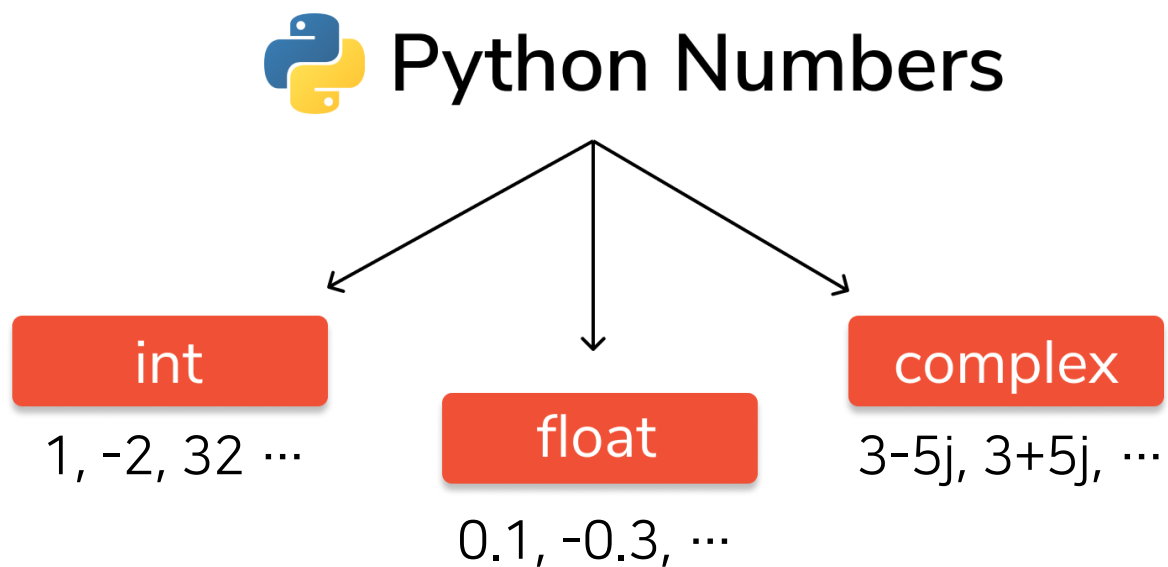 Python Numbers
int
1, -2, 32 ⋯
float
0.1, -0.3, ⋯
complex
3-5j, 3+5j, ⋯